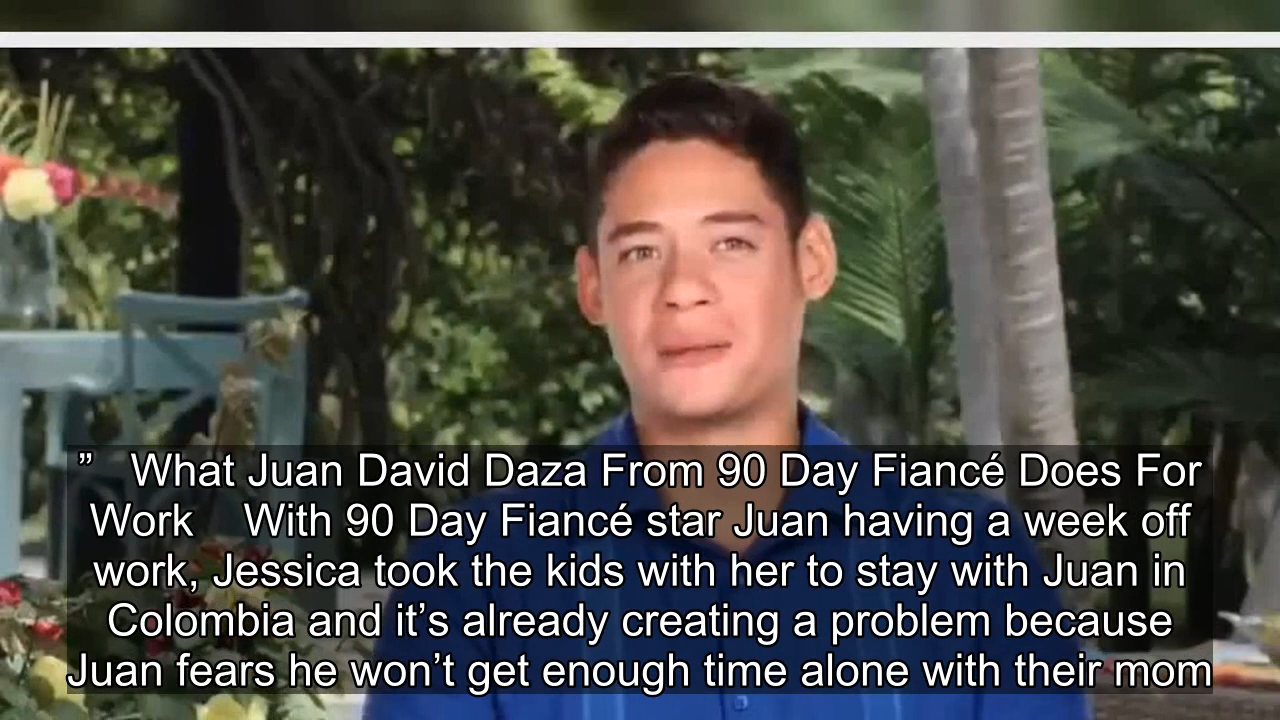 ” What Juan David Daza From 90 Day Fiancé Does For
Work With 90 Day Fiancé star Juan having a week off
work, Jessica took the kids with her to stay with Juan in
Colombia and it’s already creating a problem because
Juan fears he won’t get enough time alone with their mom